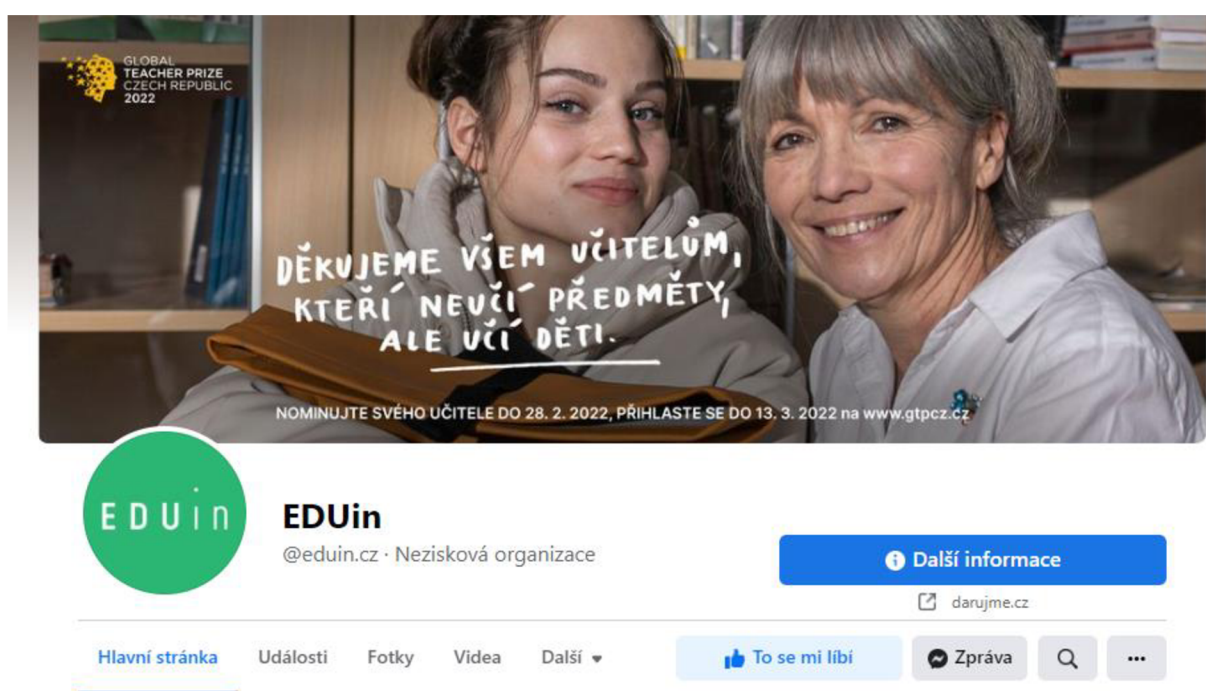 GLOBAL
TEACHER PRIZE
CZECH REPUBLIC
2022
DĚKUJEME VŠEM UČITELŮM,
KTEŘÍ NEUČÍ PŘEDMĚTY,
ALE UČÍ DĚTI.
NOMINUJTE SVÉHO UČITELE DO 28. 2. 2022, PŘIHLASTE SE DO 13. 3. 2022 na www.gtpcz.cz
EDUin
EDUin
@eduin.cz · Nezisková organizace
Další informace
darujme.cz
Hlavní stránka Události Fotky Videa Další To se mi líbí Zpráva